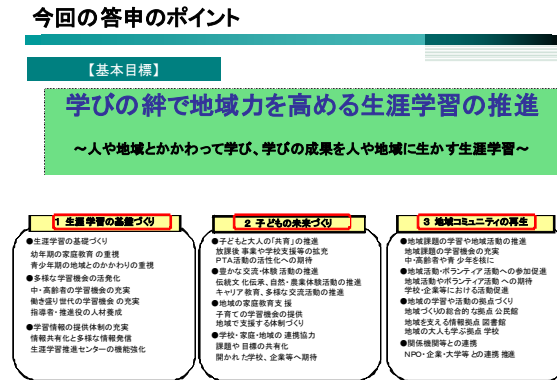 今回の答申のポイント
【基本目標】
学びの絆で地域力を高める生涯学習の推進
～人や地域とかかわって学び、学びの成果を人や地域に生かす生涯学習～
1 生涯学習の基盤づくり
●生涯学習の基礎づくり
幼年期の家庭教育の重視
青少年期の地域とのかかわりの重視
●多様な学習機会の活発化
中・高齢者の学習機会の充実
働き盛り世代の学習機会の充実
指導者・推進役の人材養成
●学習情報の提供体制の充実
情報共有化と多様な情報発信
生涯学習推進センターの機能強化
2 子どもの未来づくり
●子どもと大人の「共育」の推進
放課後事業や学校支援等の拡充
PTA活動の活性化への期待
●豊かな交流・体験活動の推進
伝統文化伝承、自然・農業体験活動の推進
キャリア教育、多様な交流活動の推進
●地域の家庭教育支援
子育ての学習機会の提供
地域で支援する体制づくり
●学校・家庭・地域の連携協力
課題や目標の共有化
開かれた学校、企業等へ期待
3 地域コミュニティの再生
●地域課題の学習や地域活動の推進
地域課題の学習機会の充実
中・高齢者や青少年を核に
●地域活動・ボランティア活動への参加促進
地域活動やボランティア活動への期待
学校・企業等における活動促進
●地域の学習や活動の拠点づくり
地域づくりの総合的な拠点 公民館
地域を支える情報拠点 図書館
地域の大人も学ぶ拠点 学校
●関係機関等との連携
NPO・企業・大学等との連携推進